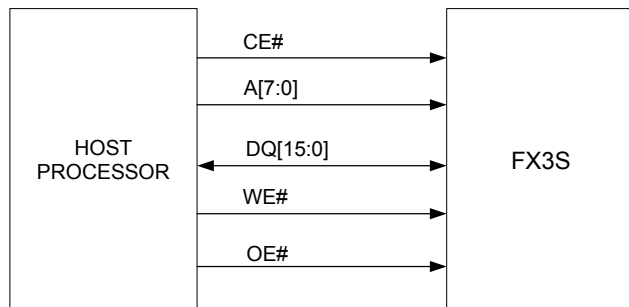 CE#
A[7:0]
HOST
PROCESSOR
DQ[15:0]
FX3S
WE#
OE#